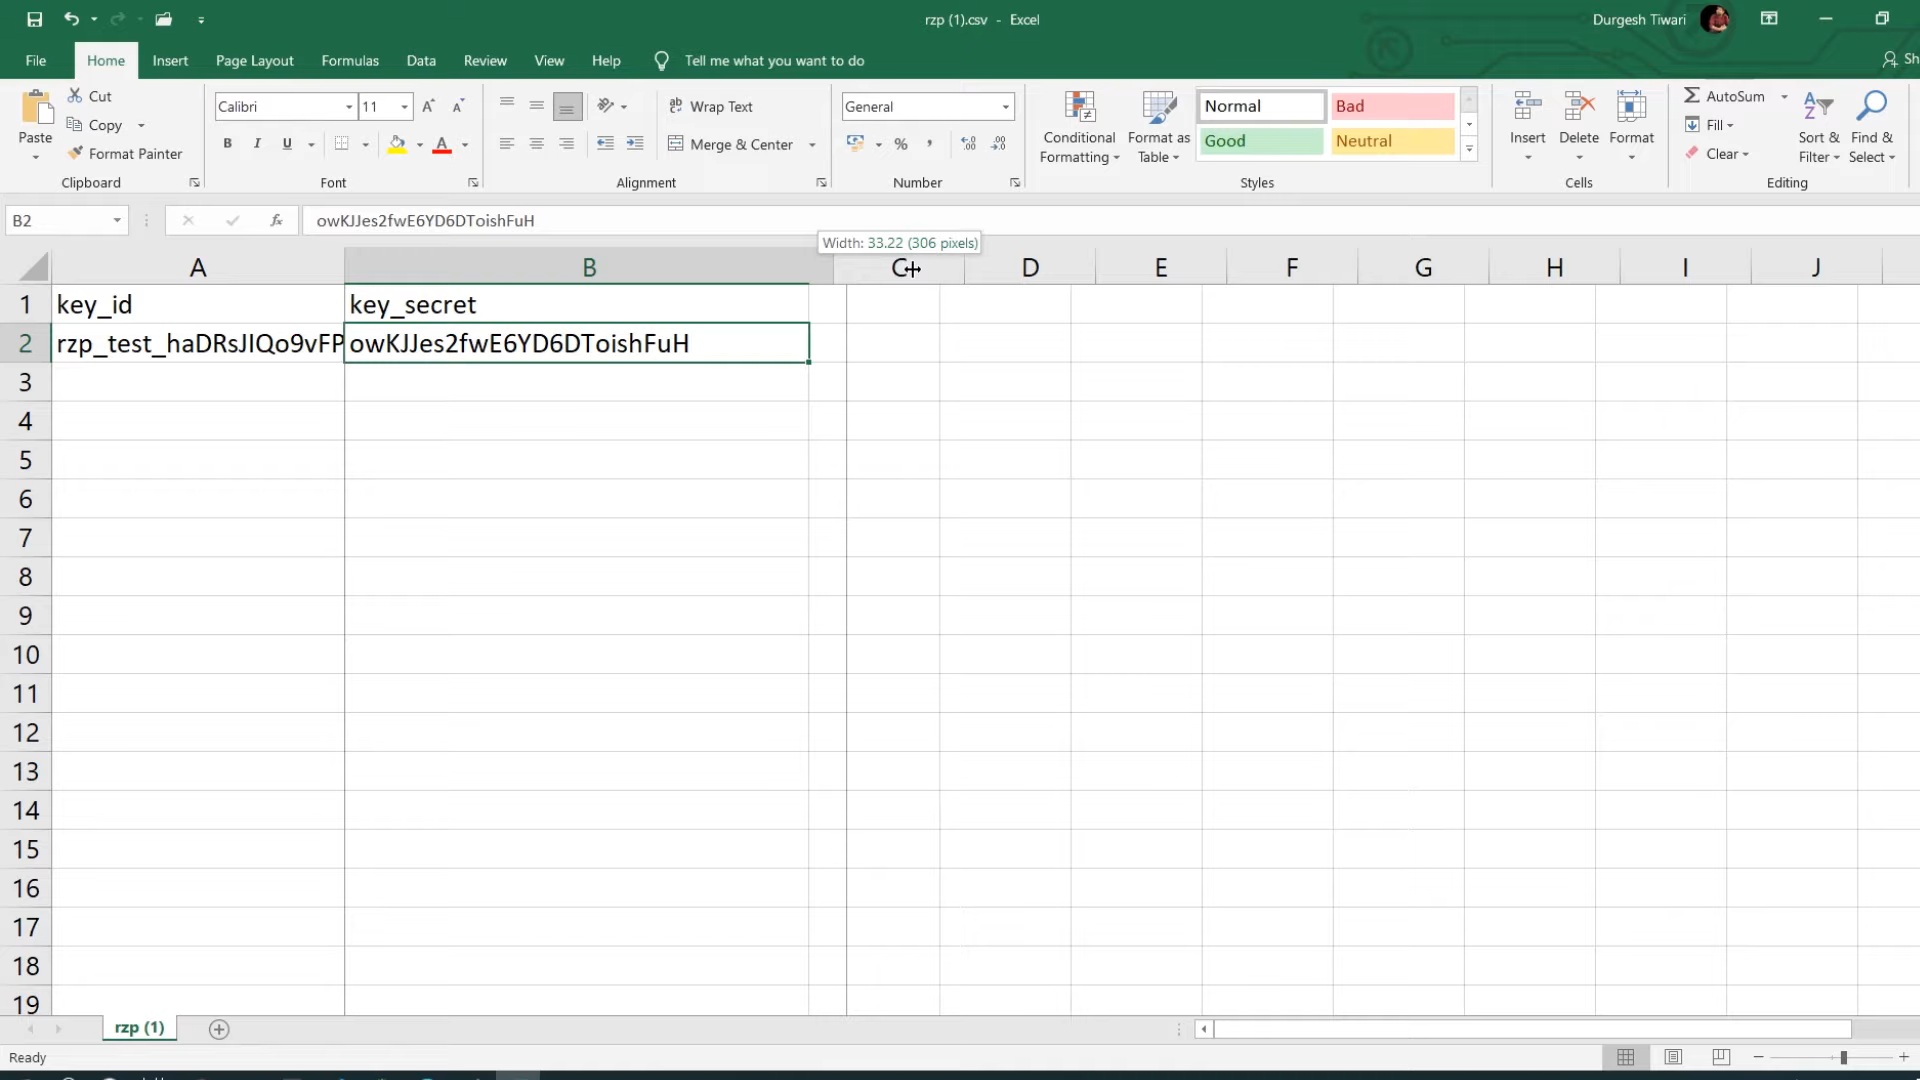 rzp (1).csv - Excel
Durgesh Tiwari
File Home Insert Page Layout Formulas Data Review View Help Tell me what you want to do
Sh
Paste
Cut
Copy
Format Painter
Clipboard
Calibri 11
B I U
Font
Wrap Text
Merge & Center
Alignment
General
% ,
Number
Conditional Formatting
Format as Table
Normal Bad
Good Neutral
Styles
Insert Delete Format
Cells
AutoSum
Fill
Clear
Sort & Filter
Find & Select
Editing
B2 fx owKJJes2fwE6YD6DToishFuH
Width: 33.22 (306 pixels)
A B C D E F G H I J
1 key_id key_secret
2 rzp_test_haDRsJIQo9vFP owKJJes2fwE6YD6DToishFuH
3
4
5
6
7
8
9
10
11
12
13
14
15
16
17
18
19
rzp (1)
Ready